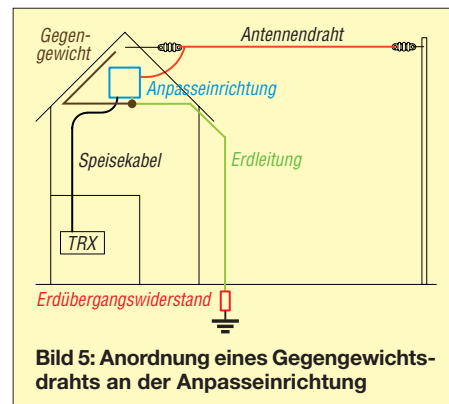 Gegen-
gewicht
Antennendraht
Anpasseinrichtung
Speisekabel
Erdleitung
TRX
Erdübergangswiderstand
Bild 5: Anordnung eines Gegengewichts-
drahts an der Anpasseinrichtung